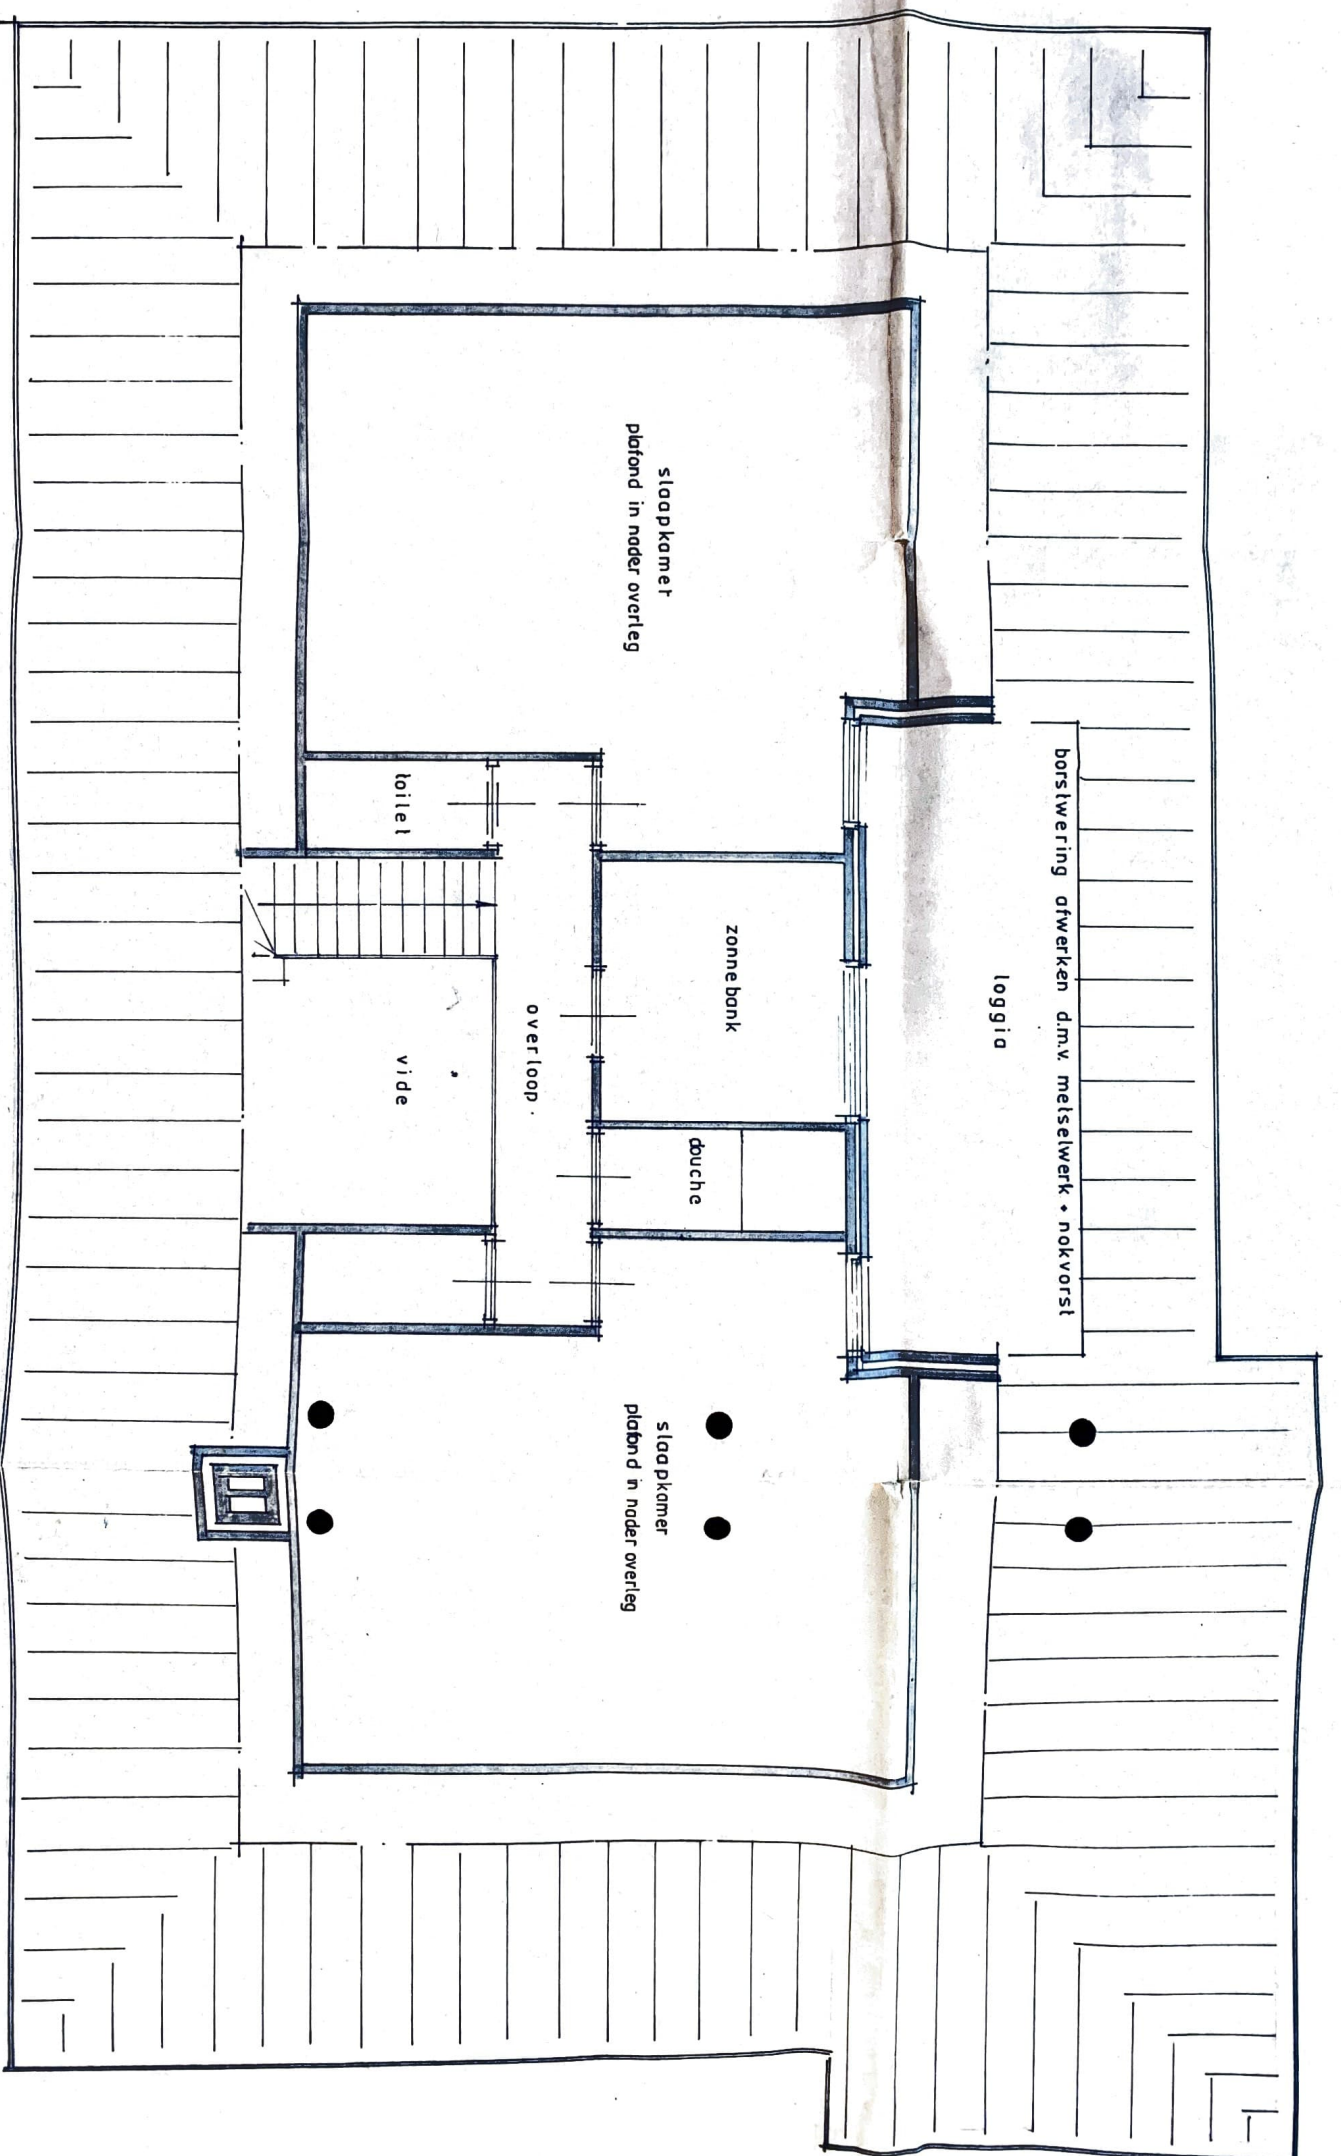 borstwering afwerken d.m.v. metselwerk + nokvorst
loggia
zonnebank
douche
slaapkamer
plafond in nader overleg
slaapkamer
plafond in nader overleg
overloop.
toilet
vide